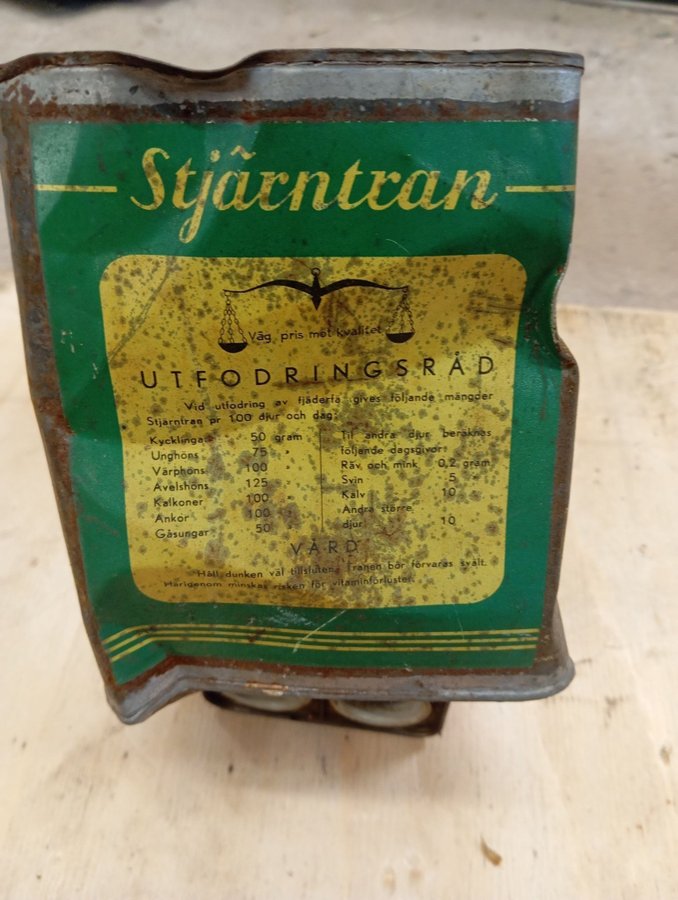 Stjärntran
Väg pris mot kvalitet
UTFODRINGSRÅD
Vid utfodring av fjäderfä gives följande mängder
Stjärntran pr 100 djur och dag:
Kycklingar 50 gram
Unghöns 75 "
Värphöns 100 "
Avelshöns 125 "
Kalkoner 100 "
Ankor 100 "
Gåsungar 50 "
Till andra djur beräknas
följande dagsgivor:
Räv och mink 0,2 gram
Svin 5 "
Kalv 10 "
Andra större
djur 10 "
VÅRD
Håll dunken väl tillsluten. Tranen bör förvaras svalt.
Härigenom minskas risken för vitaminförluster.